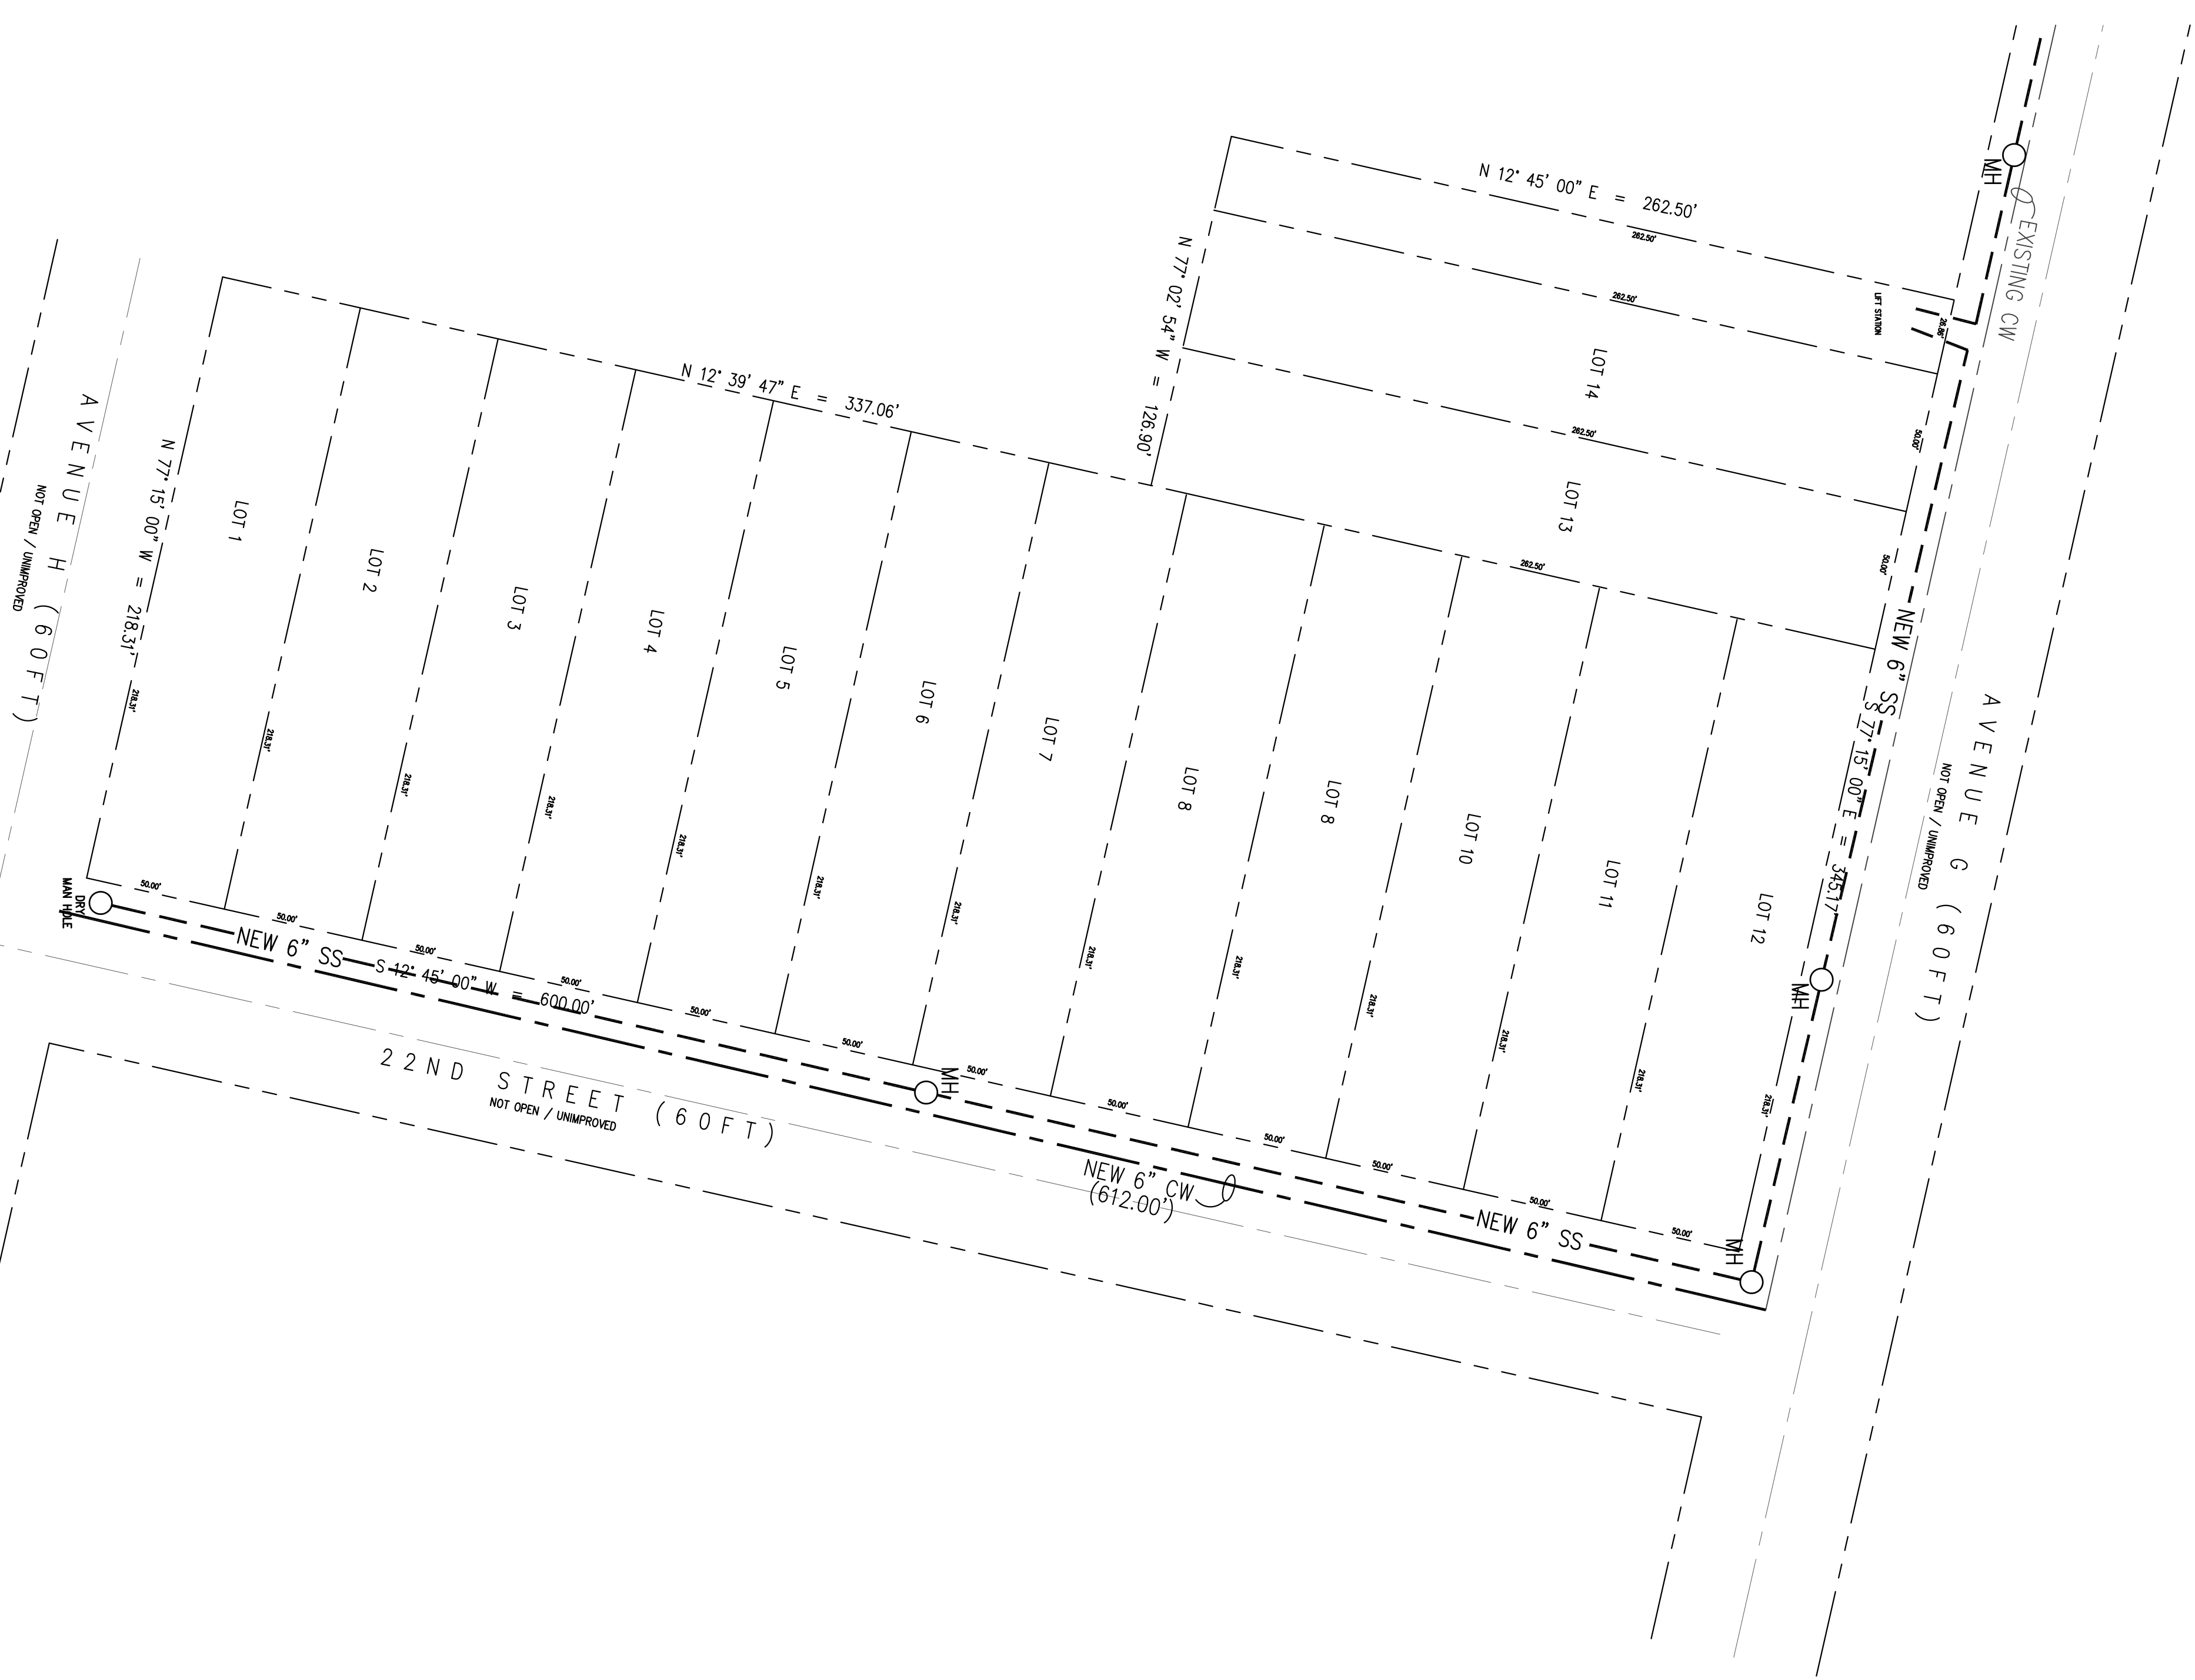 N 12° 45' 00" E = 262.50'
262.50'
MH
EXISTING CW
LIFT STATION
26.86'
N 77° 02' 54" W = 126.90'
262.50'
LOT 14
50.00'
262.50'
LOT 13
50.00'
262.50'
NEW 6" SS
S 77° 15' 00" E = 345.17'
AVENUE G (60FT)
NOT OPEN / UNIMPROVED
N 12° 39' 47" E = 337.06'
AVENUE H (60FT)
NOT OPEN / UNIMPROVED
N 77° 15' 00" W = 218.31'
LOT 1
LOT 2
LOT 3
LOT 4
LOT 5
LOT 6
LOT 7
LOT 8
LOT 8
LOT 10
LOT 11
LOT 12
218.31'
218.31'
218.31'
218.31'
218.31'
218.31'
218.31'
218.31'
218.31'
218.31'
218.31'
218.31'
218.31'
MH
DRY
MAN HOLE
50.00'
50.00'
50.00'
50.00'
50.00'
50.00'
50.00'
50.00'
50.00'
50.00'
50.00'
50.00'
NEW 6" SS
S 12° 45' 00" W = 600.00'
MH
22ND STREET (60FT)
NOT OPEN / UNIMPROVED
NEW 6" CW
(612.00')
NEW 6" SS
MH